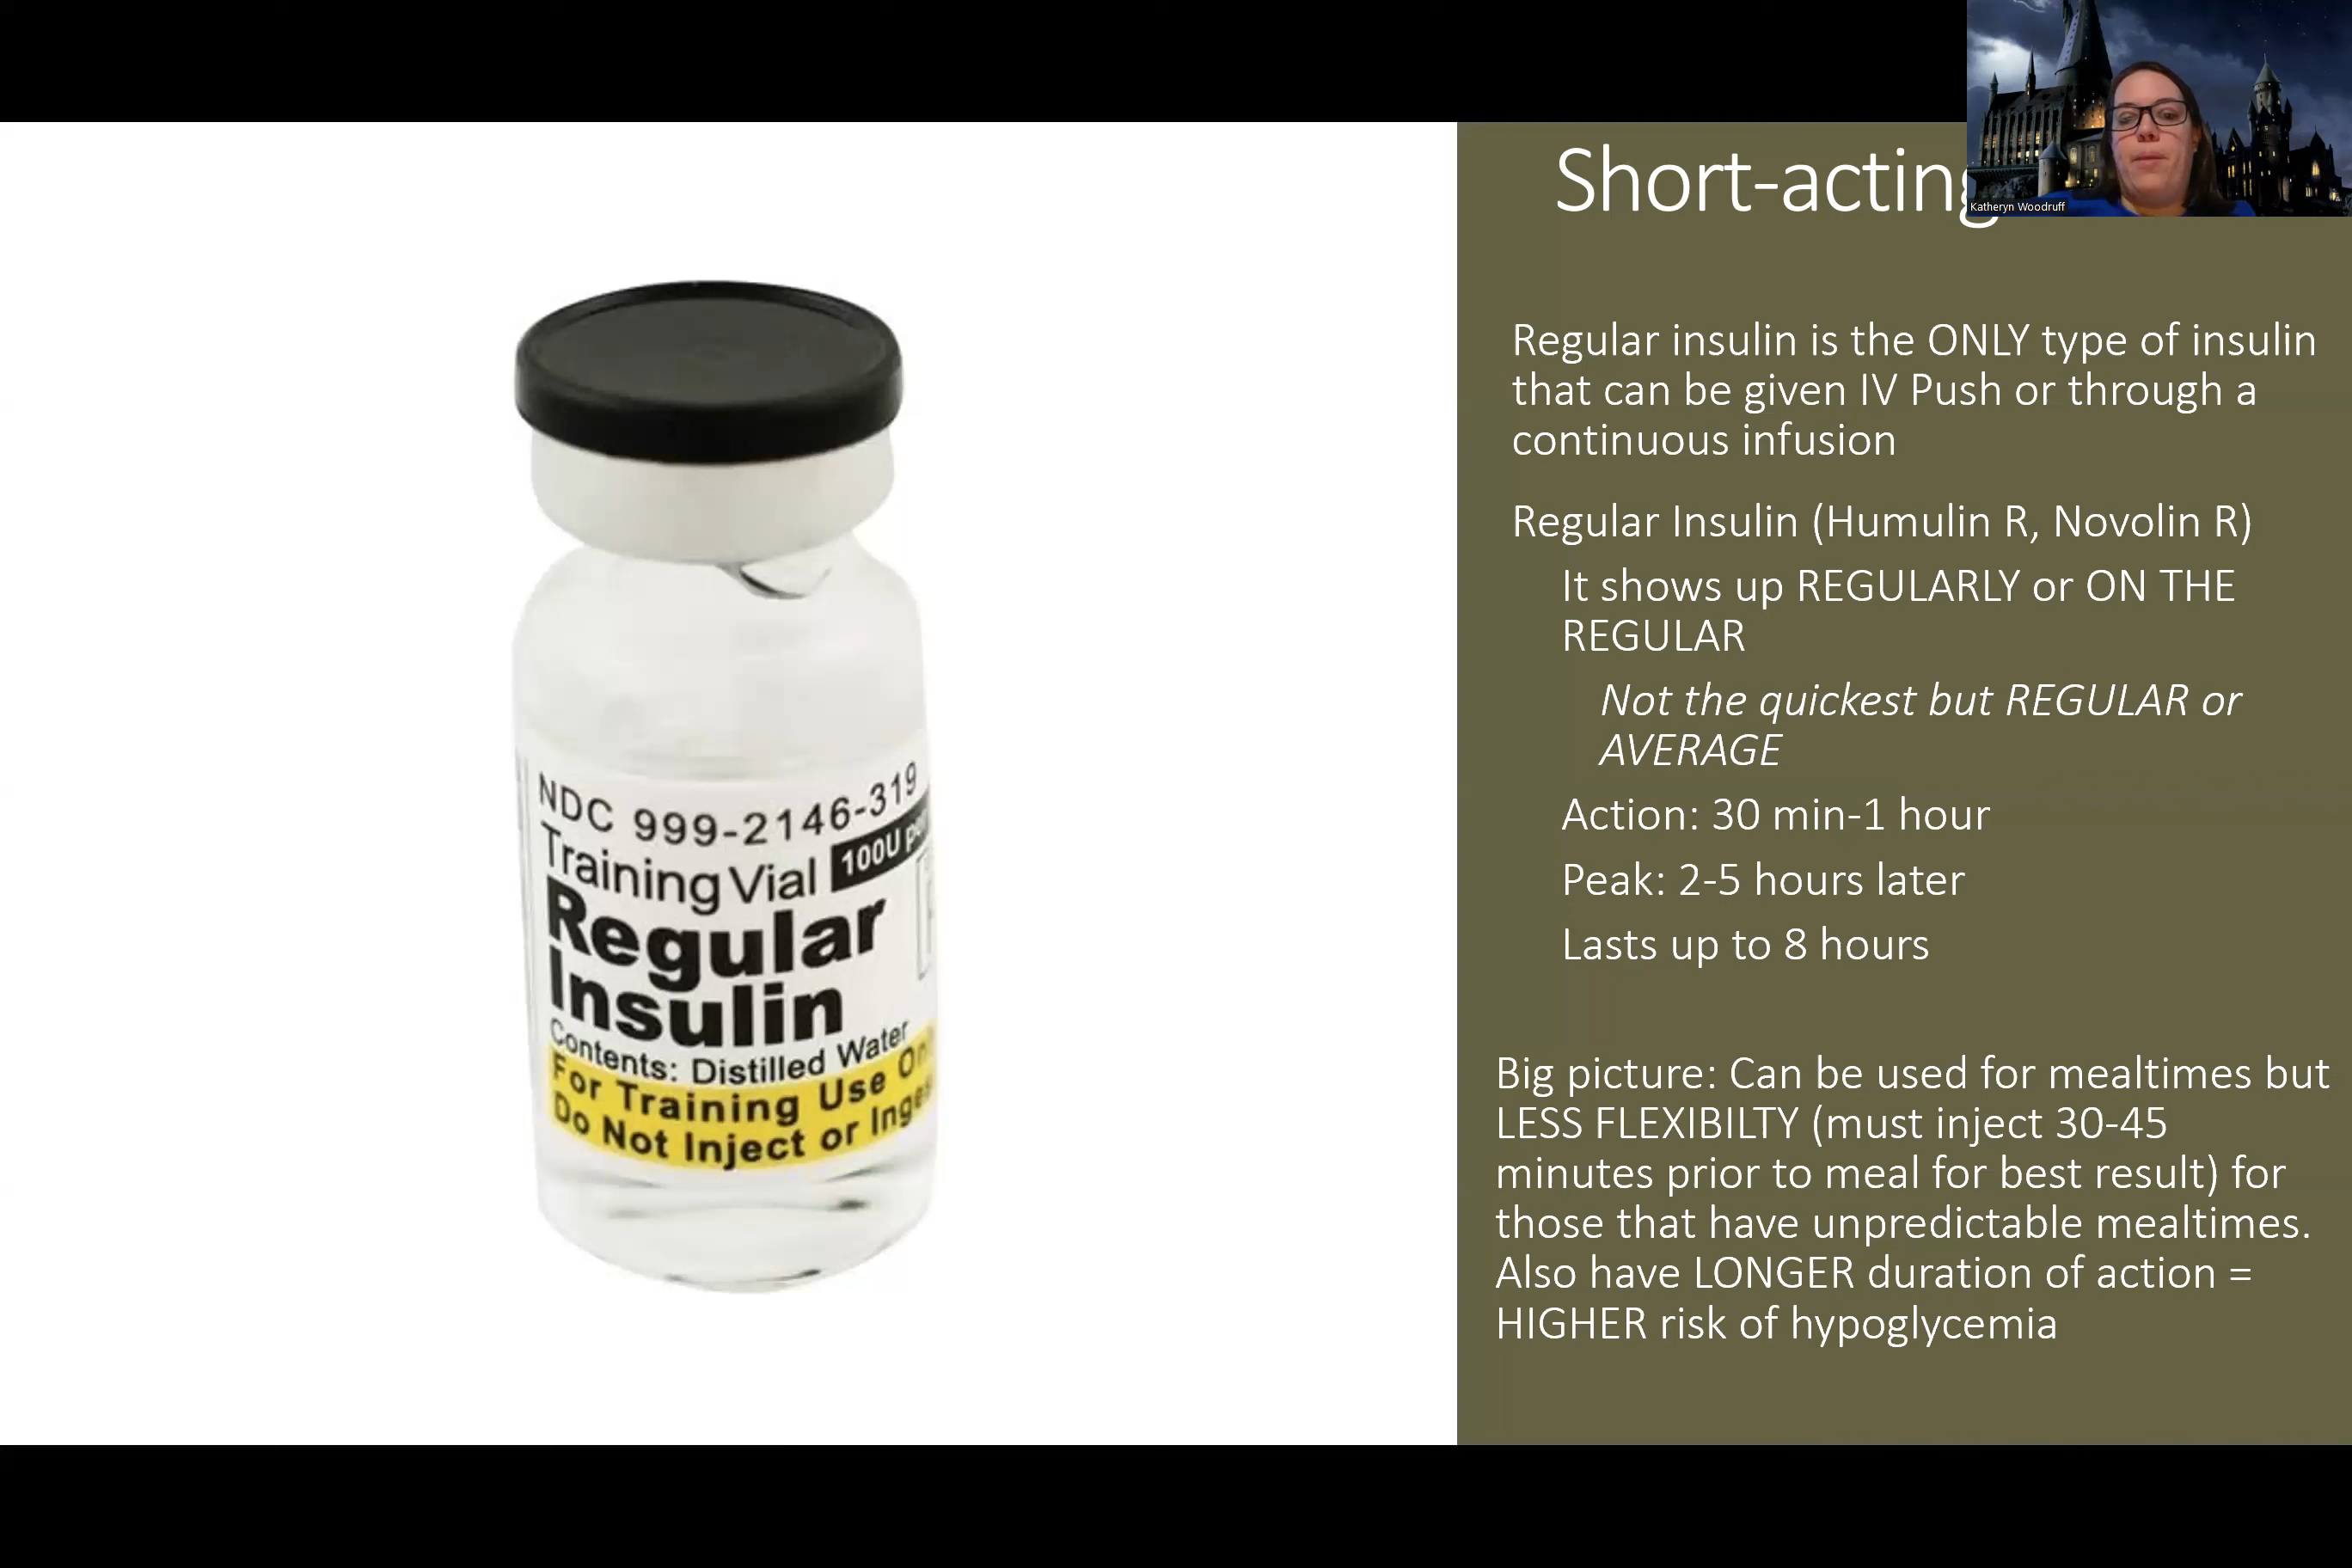 Short-acting
Katheryn Woodruff
Regular insulin is the ONLY type of insulin
that can be given IV Push or through a
continuous infusion
Regular Insulin (Humulin R, Novolin R)
It shows up REGULARLY or ON THE
REGULAR
Not the quickest but REGULAR or
AVERAGE
Action: 30 min-1 hour
Peak: 2-5 hours later
Lasts up to 8 hours
Big picture: Can be used for mealtimes but
LESS FLEXIBILTY (must inject 30-45
minutes prior to meal for best result) for
those that have unpredictable mealtimes.
Also have LONGER duration of action =
HIGHER risk of hypoglycemia
NDC 999-2146-319
Training Vial 100U
Regular
Insulin
Contents: Distilled Water
For Training Use
Do Not Inject or